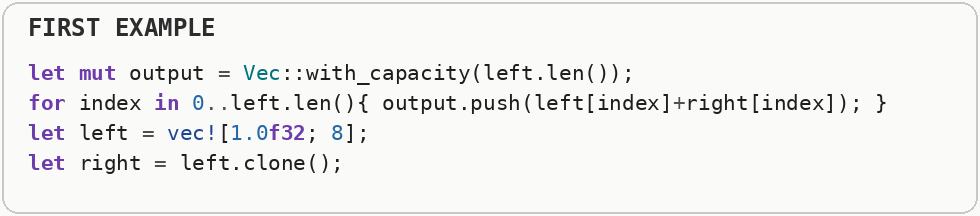 FIRST EXAMPLE
let mut output = Vec::with_capacity(left.len());
for index in 0..left.len(){ output.push(left[index]+right[index]); }
let left = vec![1.0f32; 8];
let right = left.clone();